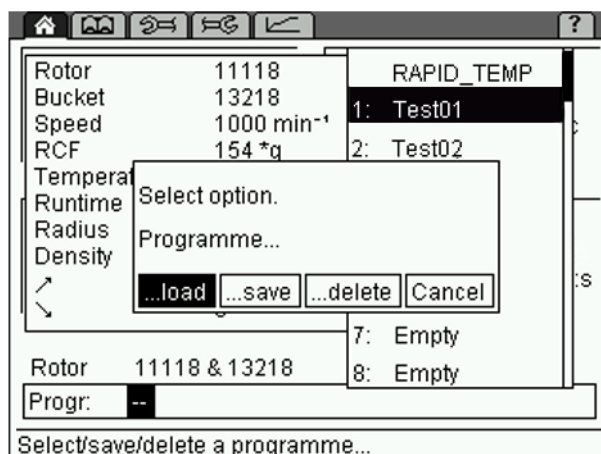 ?
Rotor 11118
Bucket 13218
Speed 1000 min⁻¹
RCF 154 *g
Runtime
Radius
Density
RAPID_TEMP
1: Test01
2: Test02
Select option.
Programme...
...load ...save ...delete Cancel
7: Empty
8: Empty
Rotor 11118 & 13218
Progr: --
Select/save/delete a programme...